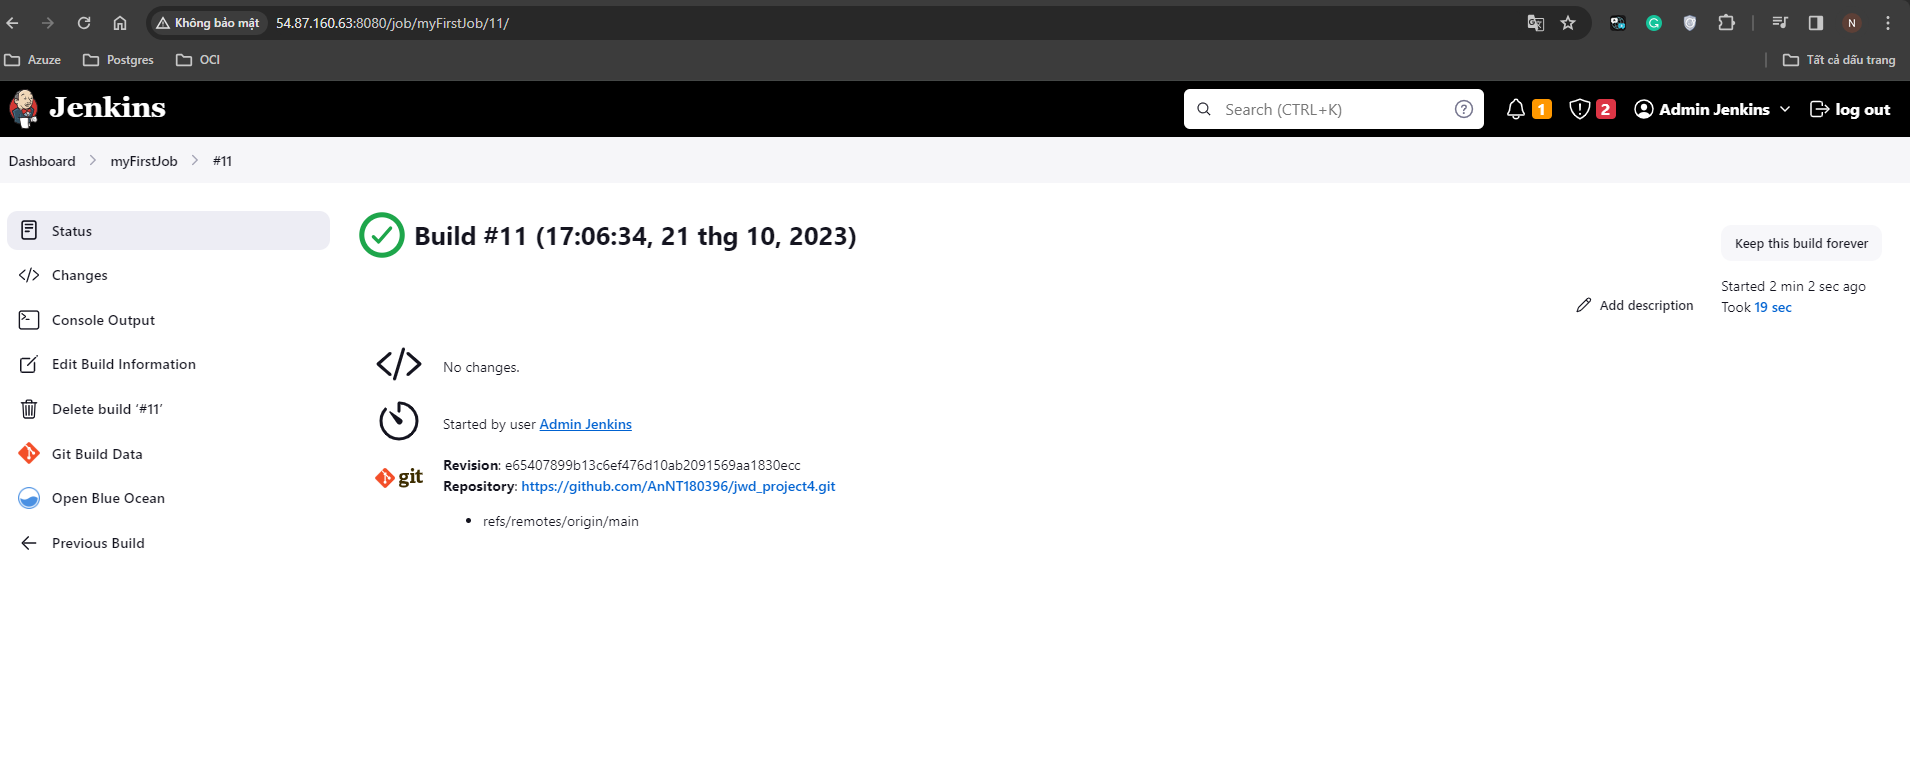 Không bảo mật 54.87.160.63:8080/job/myFirstJob/11/ G N
Azuze Postgres OCI Tất cả dấu trang
Jenkins Search (CTRL+K) ? 1 2 Admin Jenkins log out
Dashboard myFirstJob #11
Status
Changes
Console Output
Edit Build Information
Delete build ‘#11’
Git Build Data
Open Blue Ocean
Previous Build
Build #11 (17:06:34, 21 thg 10, 2023)
Keep this build forever
Started 2 min 2 sec ago
Took 19 sec
Add description
No changes.
Started by user Admin Jenkins
git
Revision: e65407899b13c6ef476d10ab2091569aa1830ecc
Repository: https://github.com/AnNT180396/jwd_project4.git
• refs/remotes/origin/main